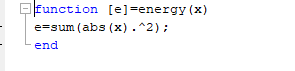 function [e]=energy(x)
e=sum(abs(x).^2);
end